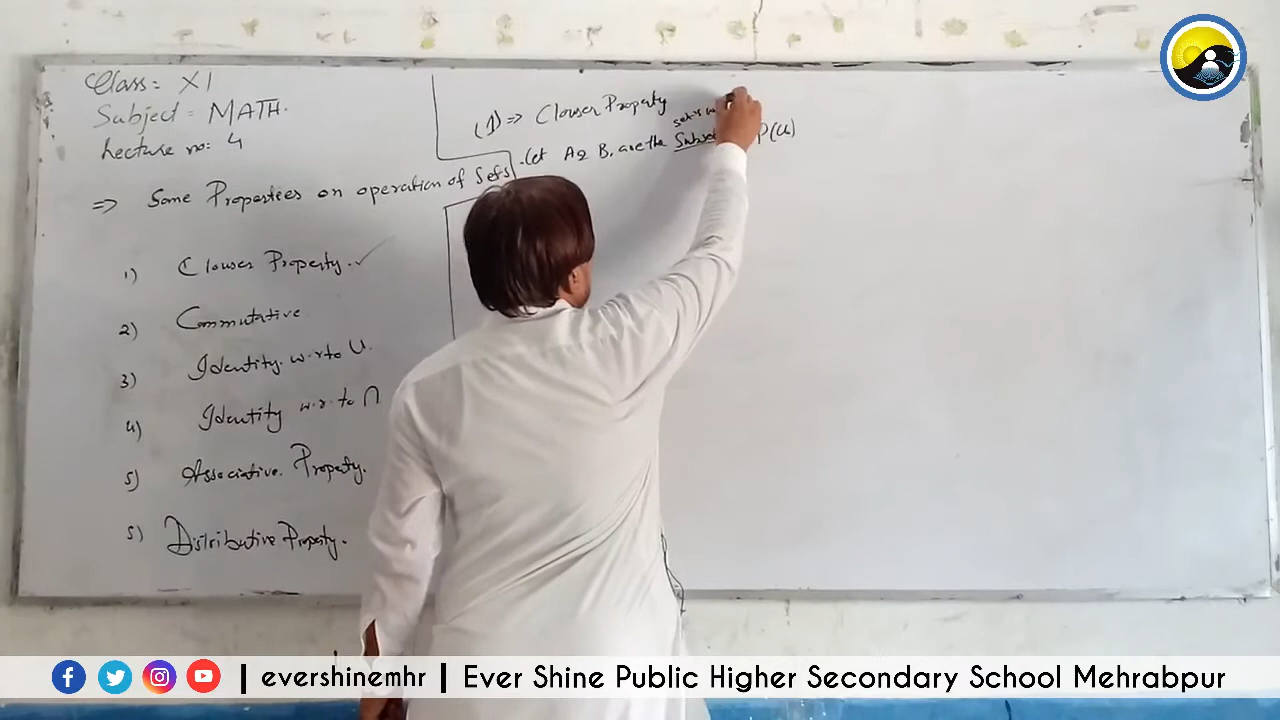 Class: XI
Subject = MATH.
Lecture no: 4
=> Some Properties on operation of Sets
1) Clouser Property. ✓
2) Commutative
3) Identity w.r to U.
4) Identity w.r. to ∩
5) Associative Property.
5) Distributive Property.
(1) => Clouser Property
Let A & B, are the P(U)
| evershinemhr | Ever Shine Public Higher Secondary School Mehrabpur